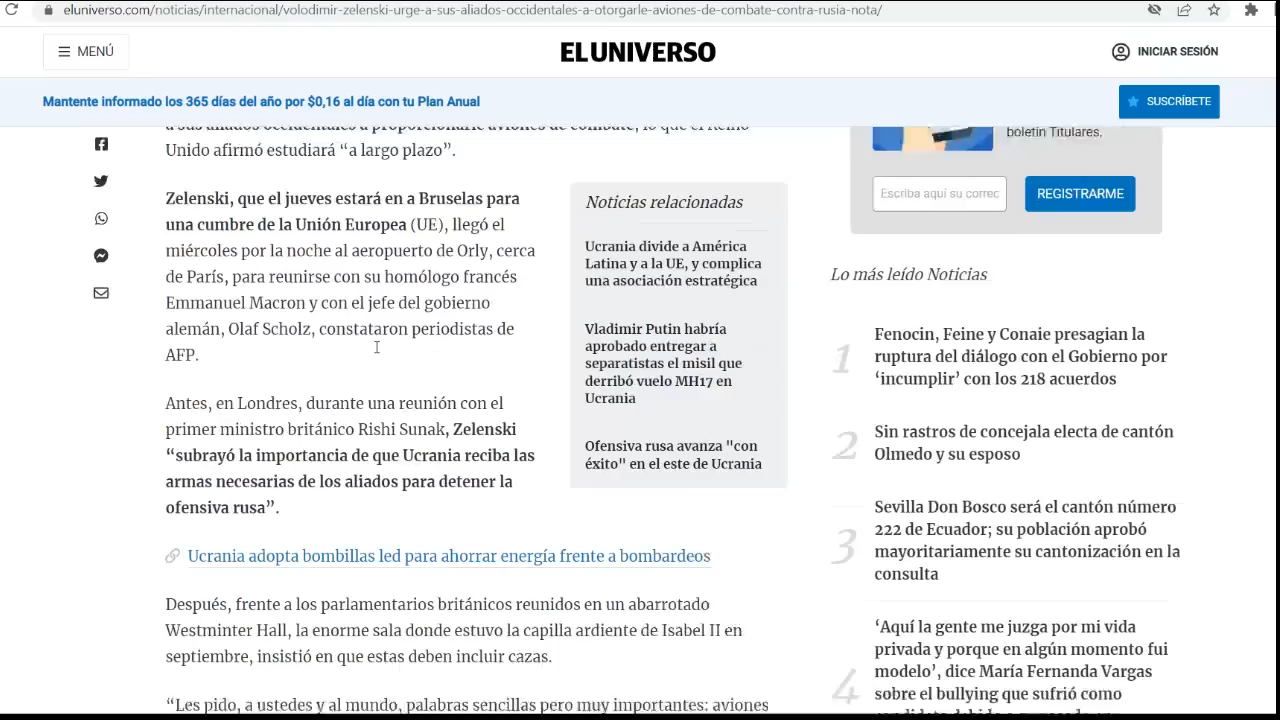 eluniverso.com/noticias/internacional/volodimir-zelenski-urge-a-sus-aliados-occidentales-a-otorgarle-aviones-de-combate-contra-rusia-nota/
MENÚ
EL UNIVERSO
INICIAR SESIÓN
Mantente informado los 365 días del año por $0,16 al día con tu Plan Anual
SUSCRÍBETE
a sus aliados occidentales a proporcionarle aviones de combate, lo que el Reino
Unido afirmó estudiará “a largo plazo”.
Zelenski, que el jueves estará en a Bruselas para
una cumbre de la Unión Europea (UE), llegó el
miércoles por la noche al aeropuerto de Orly, cerca
de París, para reunirse con su homólogo francés
Emmanuel Macron y con el jefe del gobierno
alemán, Olaf Scholz, constataron periodistas de
AFP.
Antes, en Londres, durante una reunión con el
primer ministro británico Rishi Sunak, Zelenski
“subrayó la importancia de que Ucrania reciba las
armas necesarias de los aliados para detener la
ofensiva rusa”.
Ucrania adopta bombillas led para ahorrar energía frente a bombardeos
Después, frente a los parlamentarios británicos reunidos en un abarrotado
Westminter Hall, la enorme sala donde estuvo la capilla ardiente de Isabel II en
septiembre, insistió en que estas deben incluir cazas.
“Les pido, a ustedes y al mundo, palabras sencillas pero muy importantes: aviones
Noticias relacionadas
Ucrania divide a América
Latina y a la UE, y complica
una asociación estratégica
Vladimir Putin habría
aprobado entregar a
separatistas el misil que
derribó vuelo MH17 en
Ucrania
Ofensiva rusa avanza "con
éxito" en el este de Ucrania
boletín Titulares.
Escriba aquí su correo
REGISTRARME
Lo más leído Noticias
1
Fenocin, Feine y Conaie presagian la
ruptura del diálogo con el Gobierno por
‘incumplir’ con los 218 acuerdos
2
Sin rastros de concejala electa de cantón
Olmedo y su esposo
3
Sevilla Don Bosco será el cantón número
222 de Ecuador; su población aprobó
mayoritariamente su cantonización en la
consulta
4
‘Aquí la gente me juzga por mi vida
privada y porque en algún momento fui
modelo’, dice María Fernanda Vargas
sobre el bullying que sufrió como